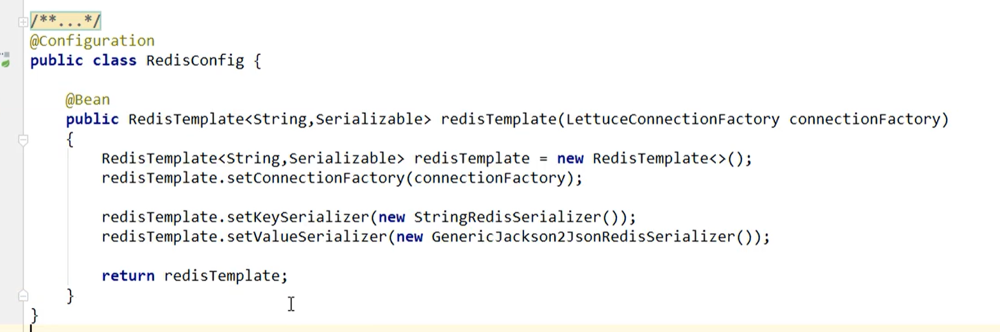 /**...*/
@Configuration
public class RedisConfig {
@Bean
public RedisTemplate<String,Serializable> redisTemplate(LettuceConnectionFactory connectionFactory)
{
RedisTemplate<String,Serializable> redisTemplate = new RedisTemplate<>();
redisTemplate.setConnectionFactory(connectionFactory);
redisTemplate.setKeySerializer(new StringRedisSerializer());
redisTemplate.setValueSerializer(new GenericJackson2JsonRedisSerializer());
return redisTemplate;
}
}